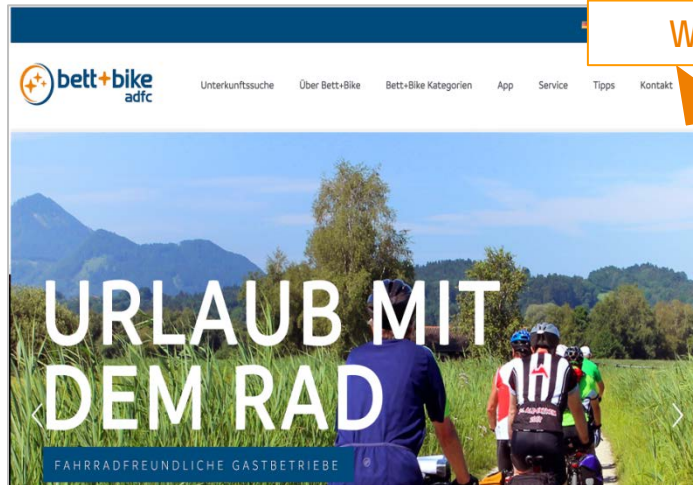 W
bett+bike
adfc
Unterkunftssuche Über Bett+Bike Bett+Bike Kategorien App Service Tipps Kontakt
URLAUB MIT
DEM RAD
FAHRRADFREUNDLICHE GASTBETRIEBE